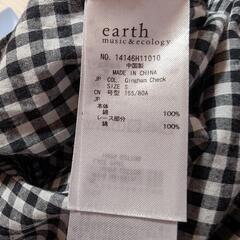 earth
music&ecology
NO. 14146H11010
中国製
MADE IN CHINA
JP COL. Gingham Check
SIZE S
CN 号型 155/80A
JP
本体
綿 100%
レース部分
綿 100%